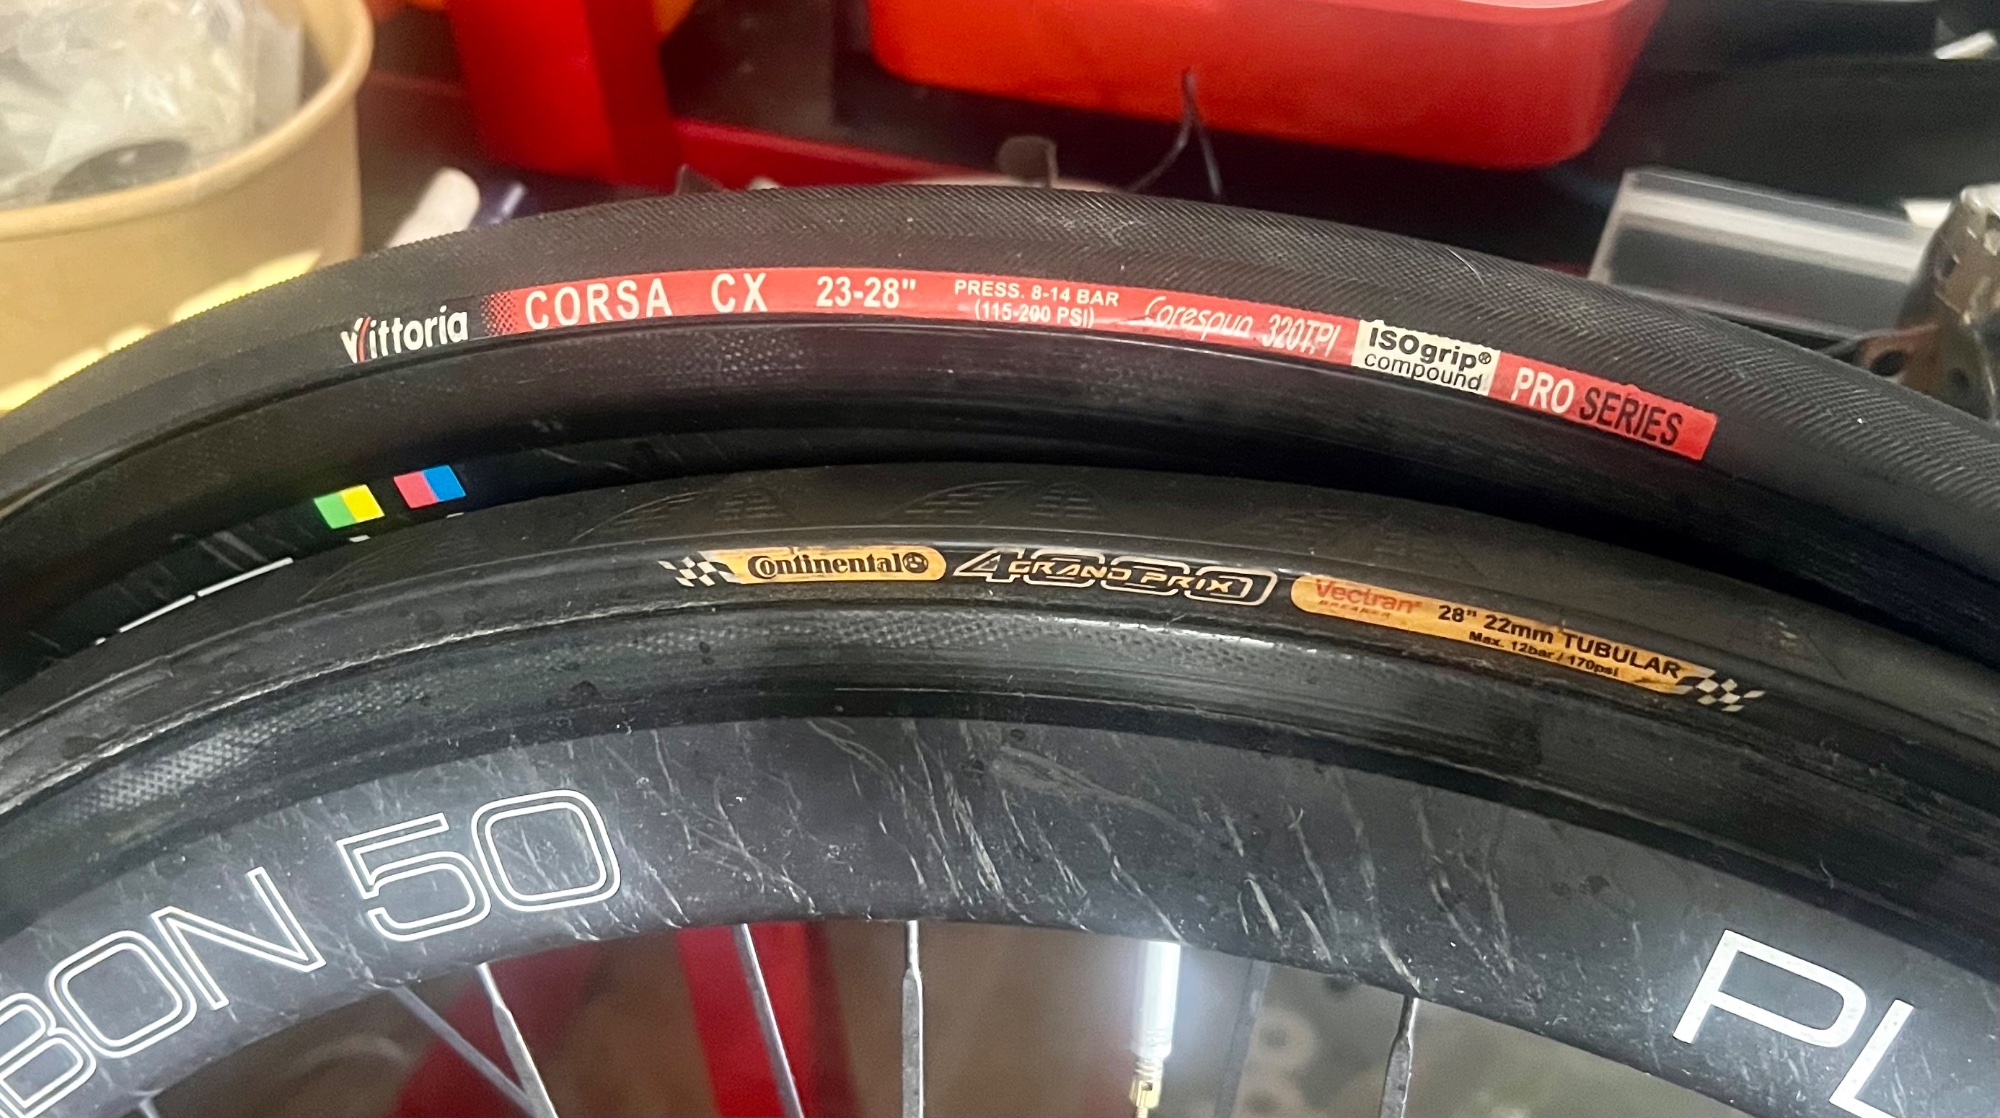 Vittoria CORSA CX 23-28" PRESS. 8-14 BAR
(115-200 PSI)
Corespun 320TPI
ISOgrip®
compound
PRO SERIES
Continental 4000 GRAND PRIX
Vectran
BREAKER
28" 22mm TUBULAR
Max. 12bar / 170psi
BON 50
PL